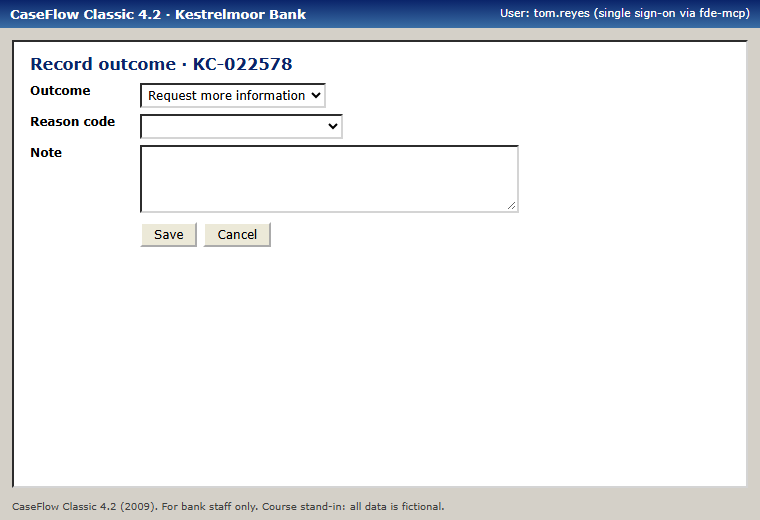 CaseFlow Classic 4.2 · Kestrelmoor Bank
User: tom.reyes (single sign-on via fde-mcp)
Record outcome · KC-022578
Outcome
Request more information
Reason code
Note
Save
Cancel
CaseFlow Classic 4.2 (2009). For bank staff only. Course stand-in: all data is fictional.